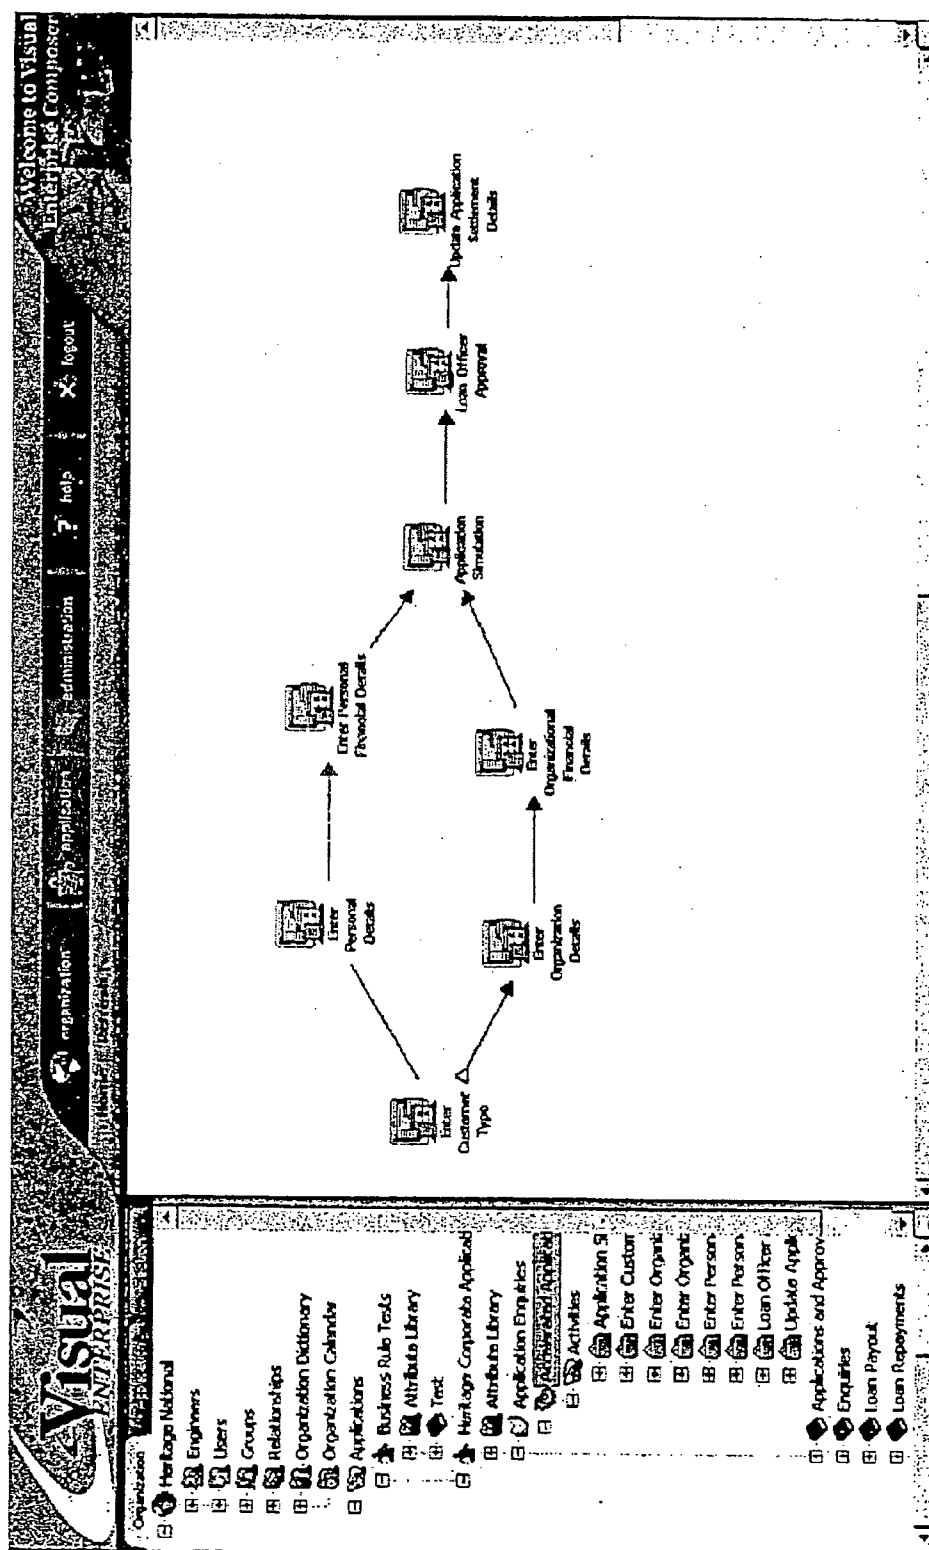 Visual
ENTERPRISE
Welcome to Visual
Enterprise Composer
organization
application
administration
? help
X logout
Organization
Heritage National
Engineers
Users
Groups
Relationships
Organization Dictionary
Organization Calendar
Applications
Business Rule Tests
Attribute Library
Test
Heritage Corporate Applicati
Attribute Library
Application Enquiries
Activities
Application Si
Enter Custom
Enter Organiz
Enter Organiz
Enter Person
Enter Person
Loan Officer
Update Applic
Applications and Approv
Enquiries
Loan Payout
Loan Repayments
Enter
Customer
Type
Enter
Personal
Details
Enter Personal
Financial Details
Enter
Organization
Details
Enter
Organizational
Financial
Details
Application
Simulation
Loan Officer
Approval
Update Application
Settlement
Details